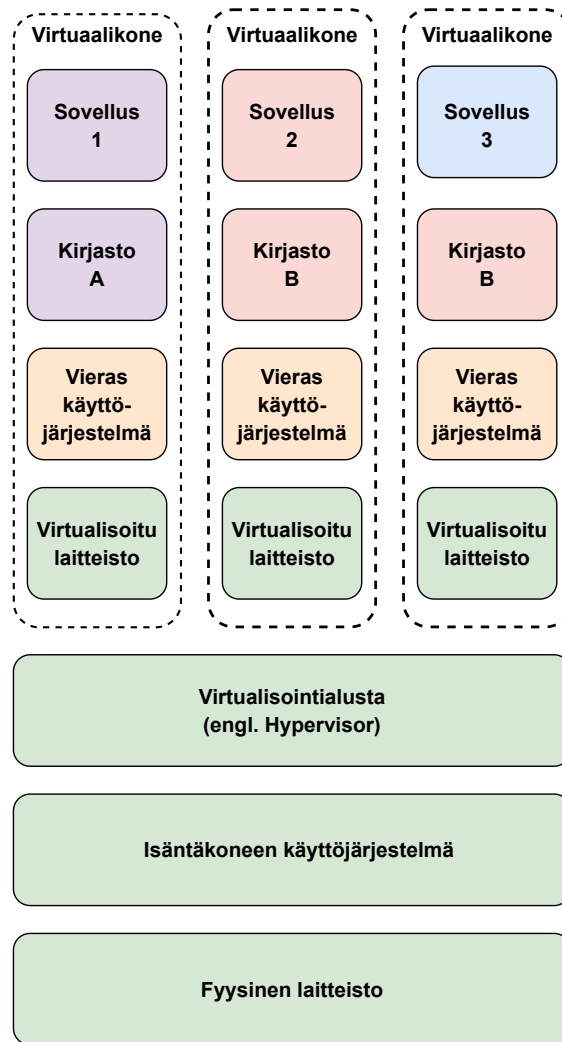 Virtuaalikone
Sovellus
1
Kirjasto
A
Vieras
käyttö-
järjestelmä
Virtualisoitu
laitteisto
Virtuaalikone
Sovellus
2
Kirjasto
B
Vieras
käyttö-
järjestelmä
Virtualisoitu
laitteisto
Virtuaalikone
Sovellus
3
Kirjasto
B
Vieras
käyttö-
järjestelmä
Virtualisoitu
laitteisto
Virtualisointialusta
(engl. Hypervisor)
Isäntäkoneen käyttöjärjestelmä
Fyysinen laitteisto